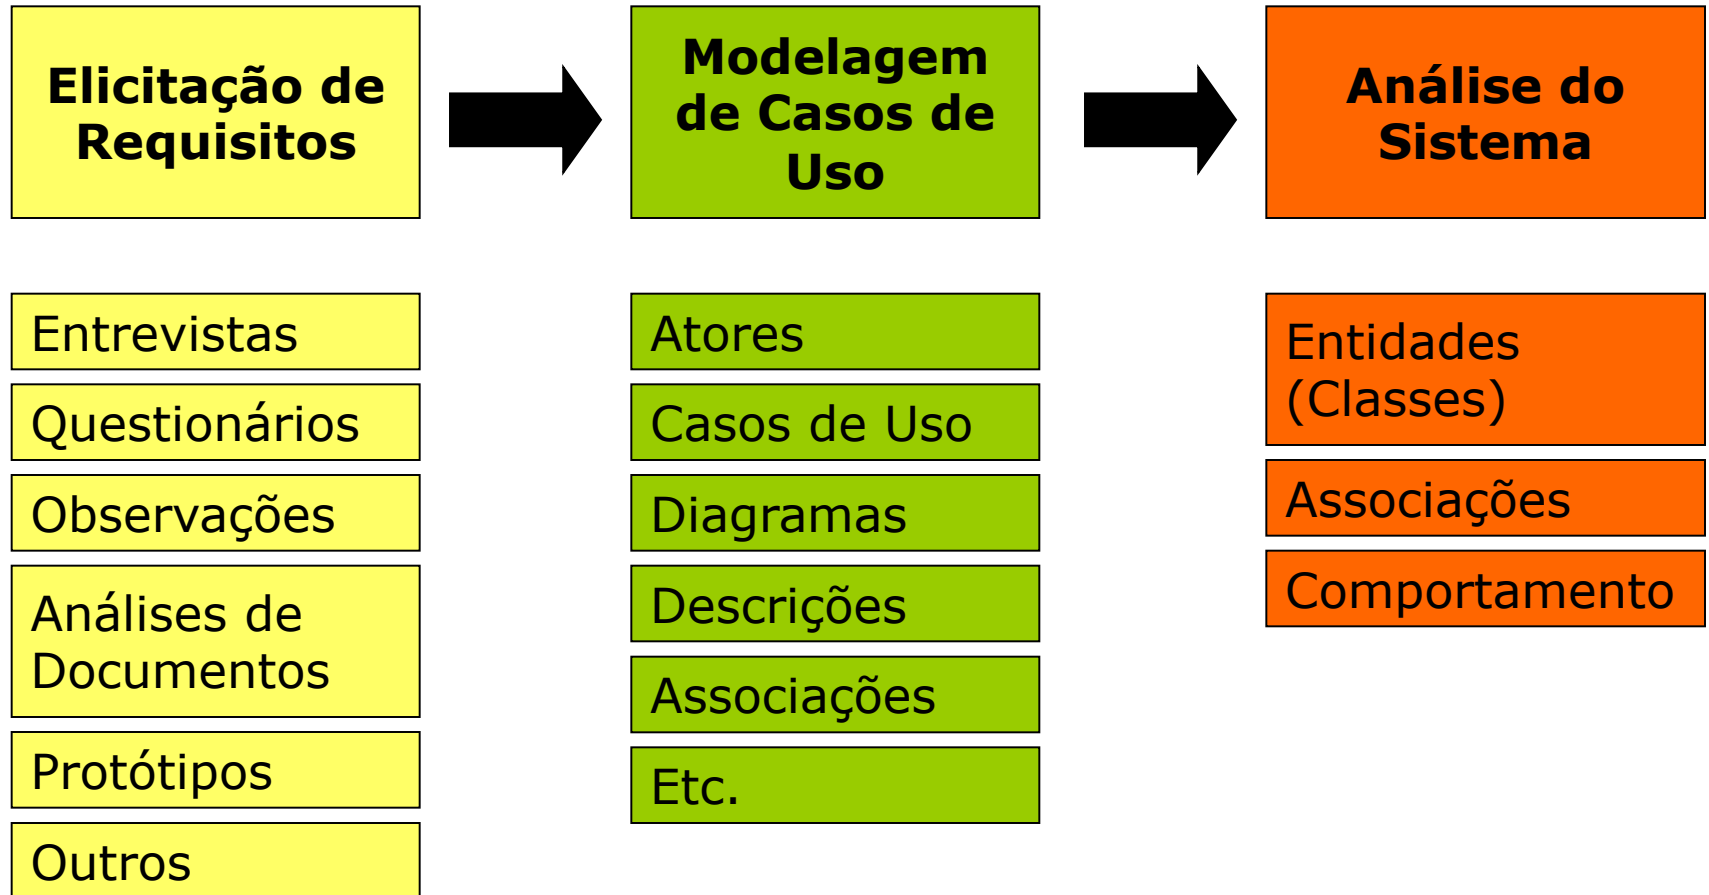 Elicitação de
Requisitos
Modelagem
de Casos de
Uso
Análise do
Sistema
Entrevistas
Questionários
Observações
Análises de
Documentos
Protótipos
Outros
Atores
Casos de Uso
Diagramas
Descrições
Associações
Etc.
Entidades
(Classes)
Associações
Comportamento